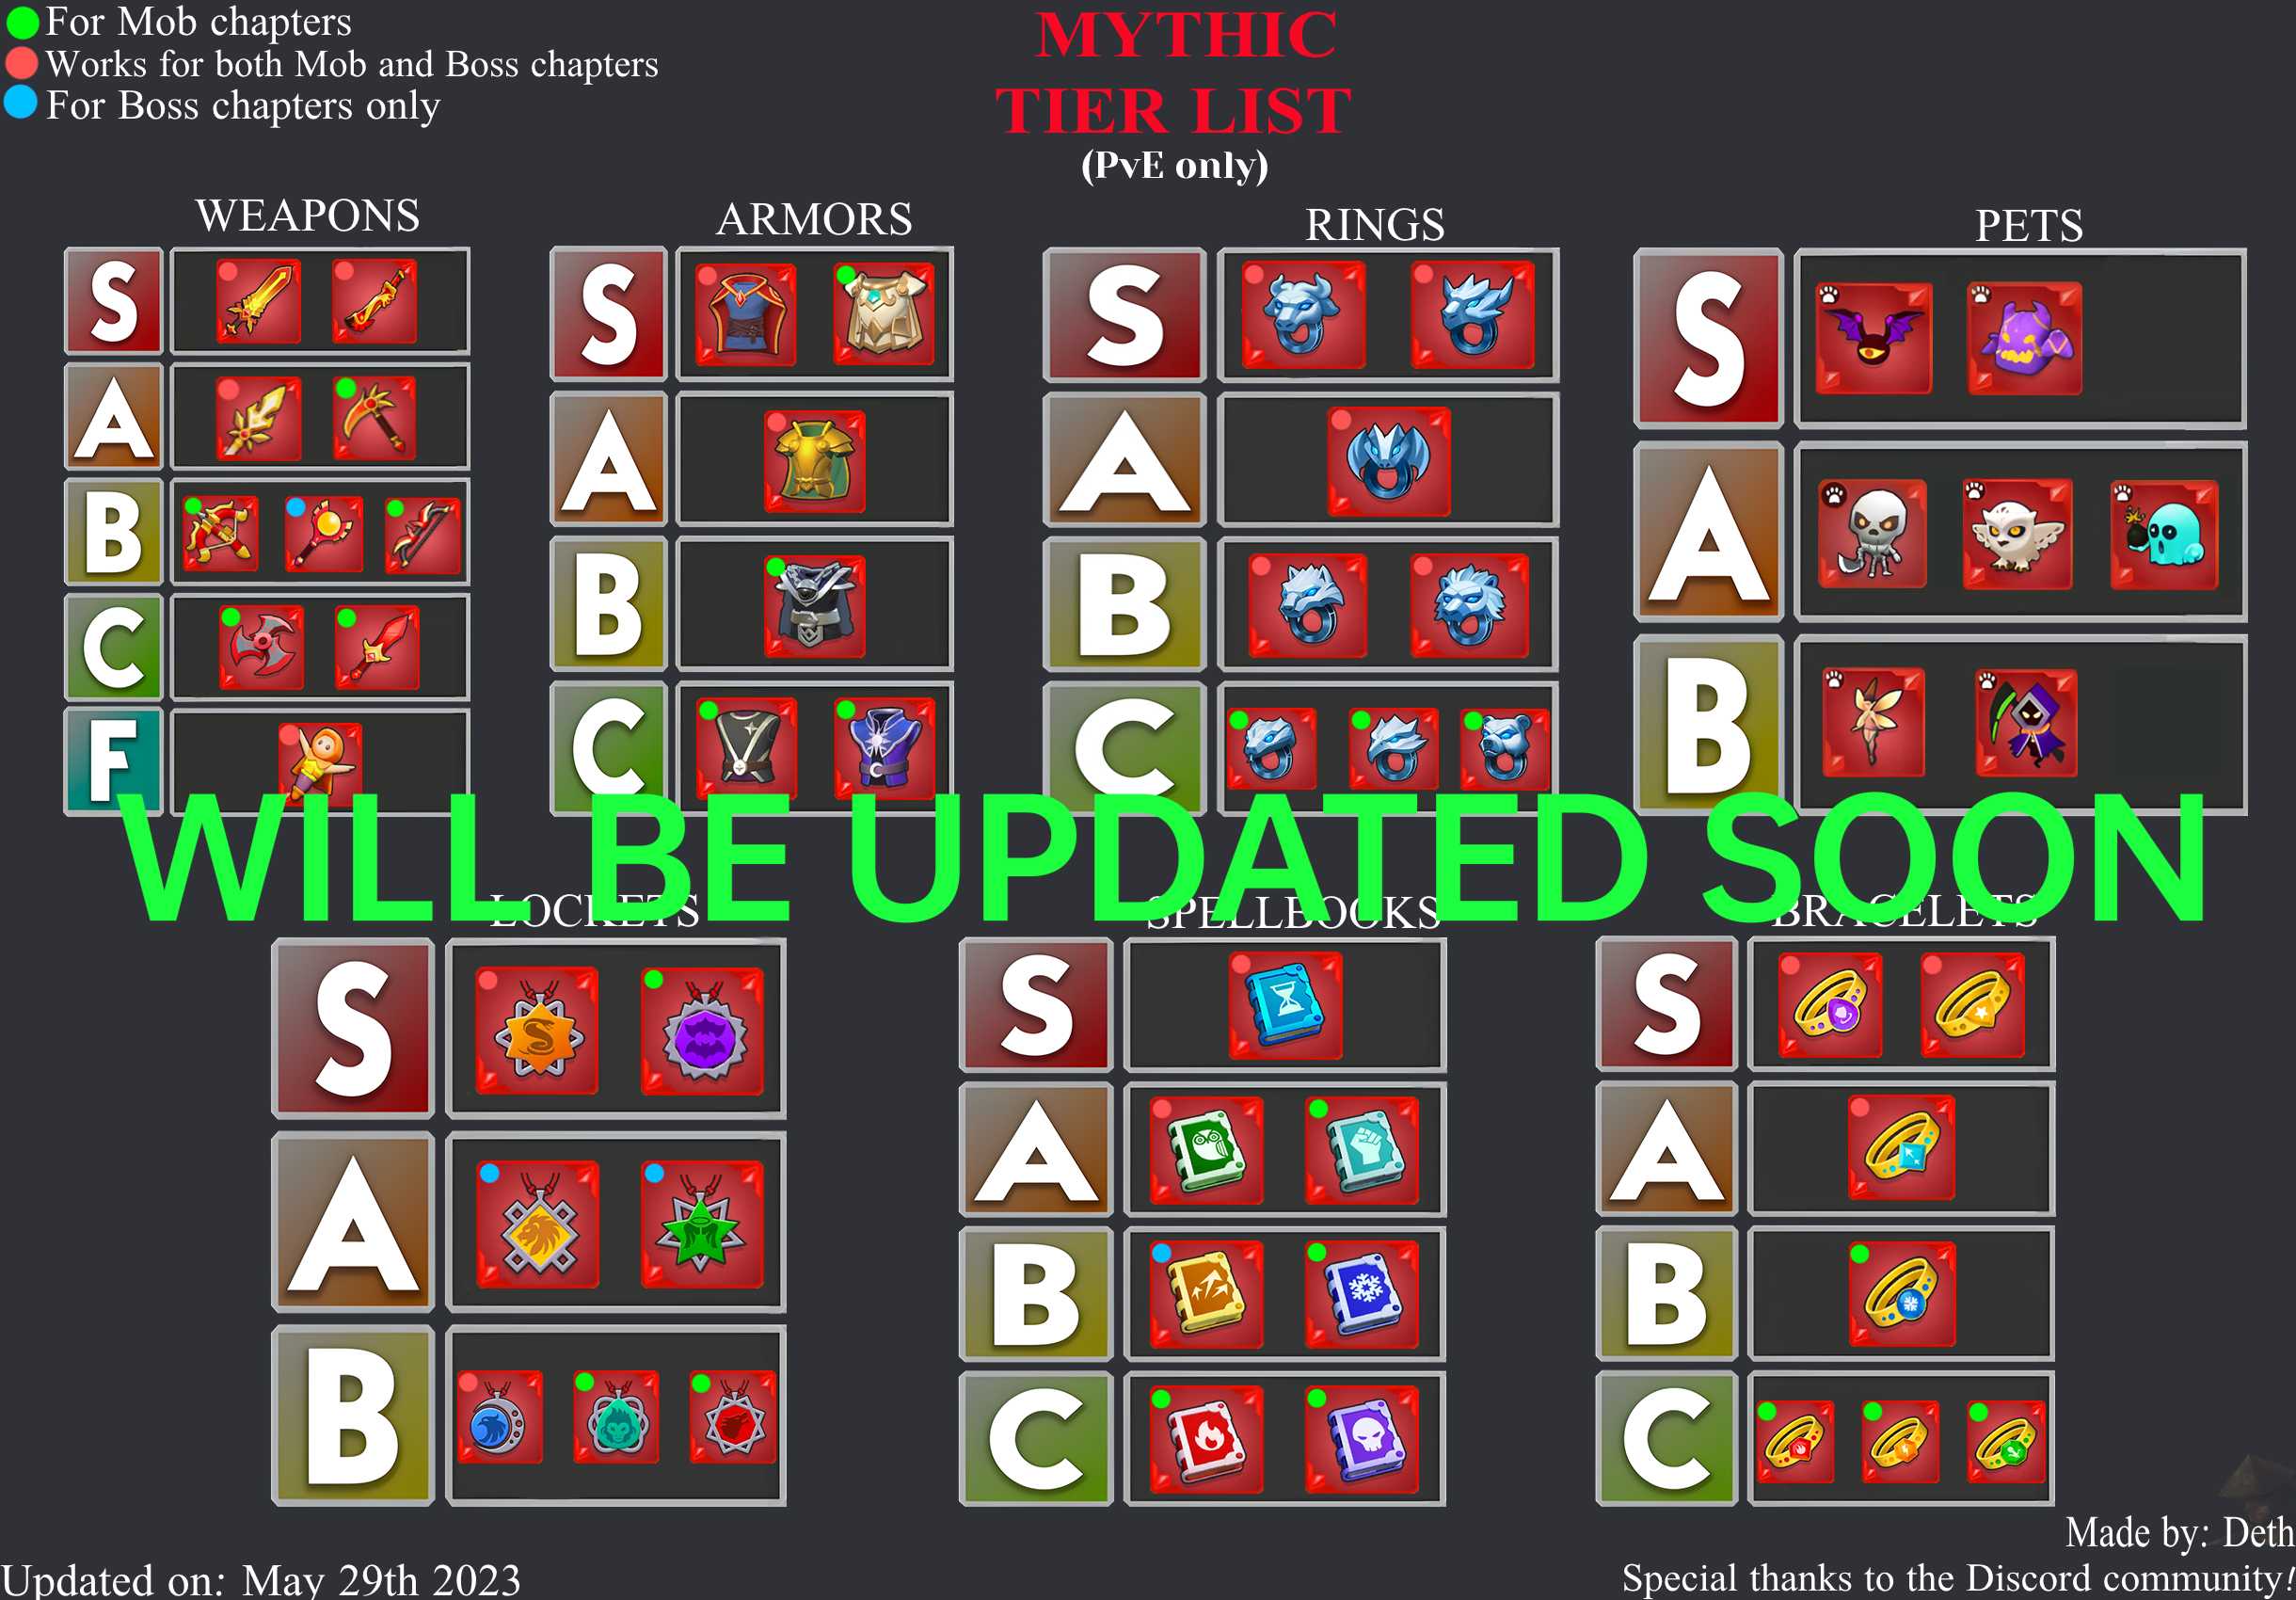 For Mob chapters
Works for both Mob and Boss chapters
For Boss chapters only
MYTHIC
TIER LIST
(PvE only)
WEAPONS
S
A
B
C
F
ARMORS
S
A
B
C
RINGS
S
A
B
C
PETS
S
A
B
WILL BE UPDATED SOON
LOCKETS
S
A
B
SPELLBOOKS
S
A
B
C
BRACELETS
S
A
B
C
Updated on: May 29th 2023
Made by: Deth
Special thanks to the Discord community!